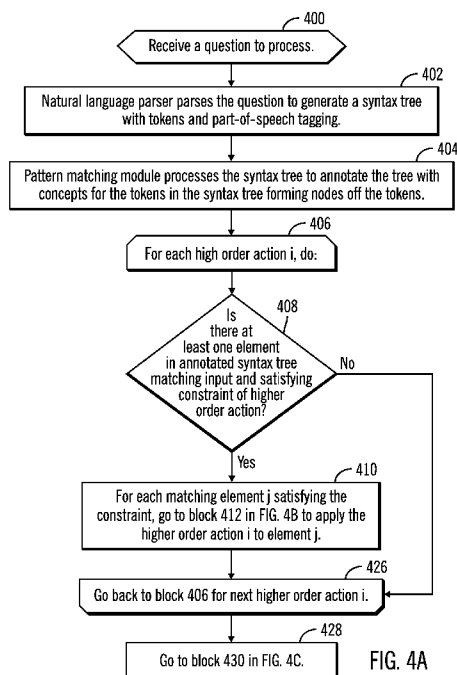 400
Receive a question to process.
402
Natural language parser parses the question to generate a syntax tree
with tokens and part-of-speech tagging.
404
Pattern matching module processes the syntax tree to annotate the tree with
concepts for the tokens in the syntax tree forming nodes off the tokens.
406
For each high order action i, do:
408
Is
there at
least one element
in annotated syntax tree
matching input and satisfying
constraint of higher
order action?
No
Yes
410
For each matching element j satisfying the
constraint, go to block 412 in FIG. 4B to apply the
higher order action i to element j.
426
Go back to block 406 for next higher order action i.
428
Go to block 430 in FIG. 4C.
FIG. 4A